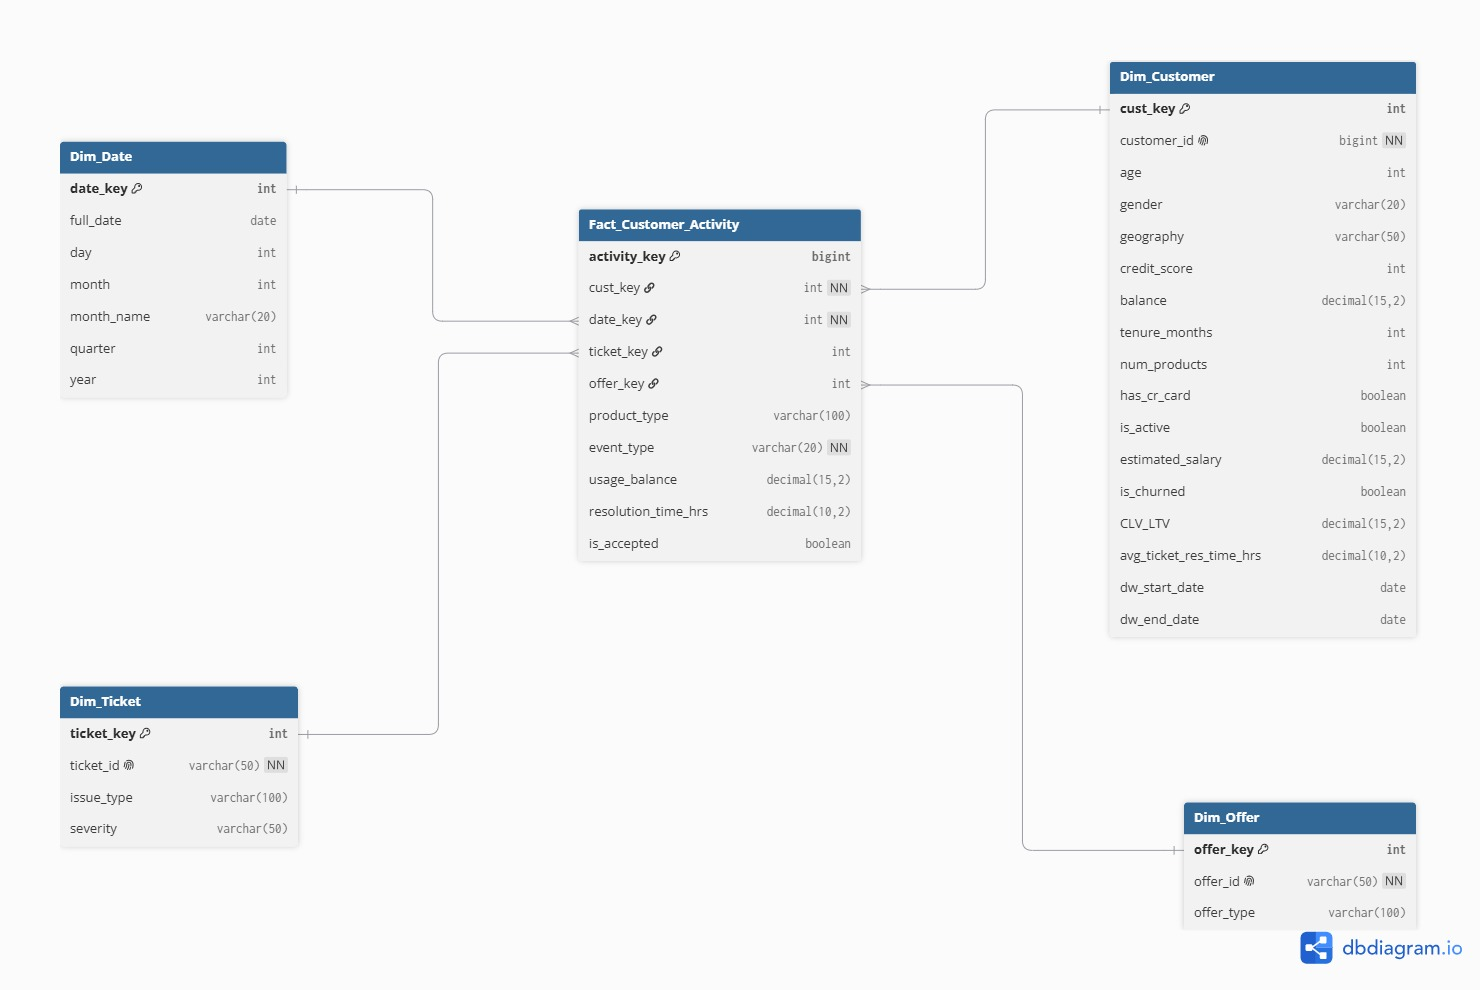 Dim_Date
date_key int
full_date date
day int
month int
month_name varchar(20)
quarter int
year int
Dim_Ticket
ticket_key int
ticket_id varchar(50) NN
issue_type varchar(100)
severity varchar(50)
Fact_Customer_Activity
activity_key bigint
cust_key int NN
date_key int NN
ticket_key int
offer_key int
product_type varchar(100)
event_type varchar(20) NN
usage_balance decimal(15,2)
resolution_time_hrs decimal(10,2)
is_accepted boolean
Dim_Customer
cust_key int
customer_id bigint NN
age int
gender varchar(20)
geography varchar(50)
credit_score int
balance decimal(15,2)
tenure_months int
num_products int
has_cr_card boolean
is_active boolean
estimated_salary decimal(15,2)
is_churned boolean
CLV_LTV decimal(15,2)
avg_ticket_res_time_hrs decimal(10,2)
dw_start_date date
dw_end_date date
Dim_Offer
offer_key int
offer_id varchar(50) NN
offer_type varchar(100)
dbdiagram.io